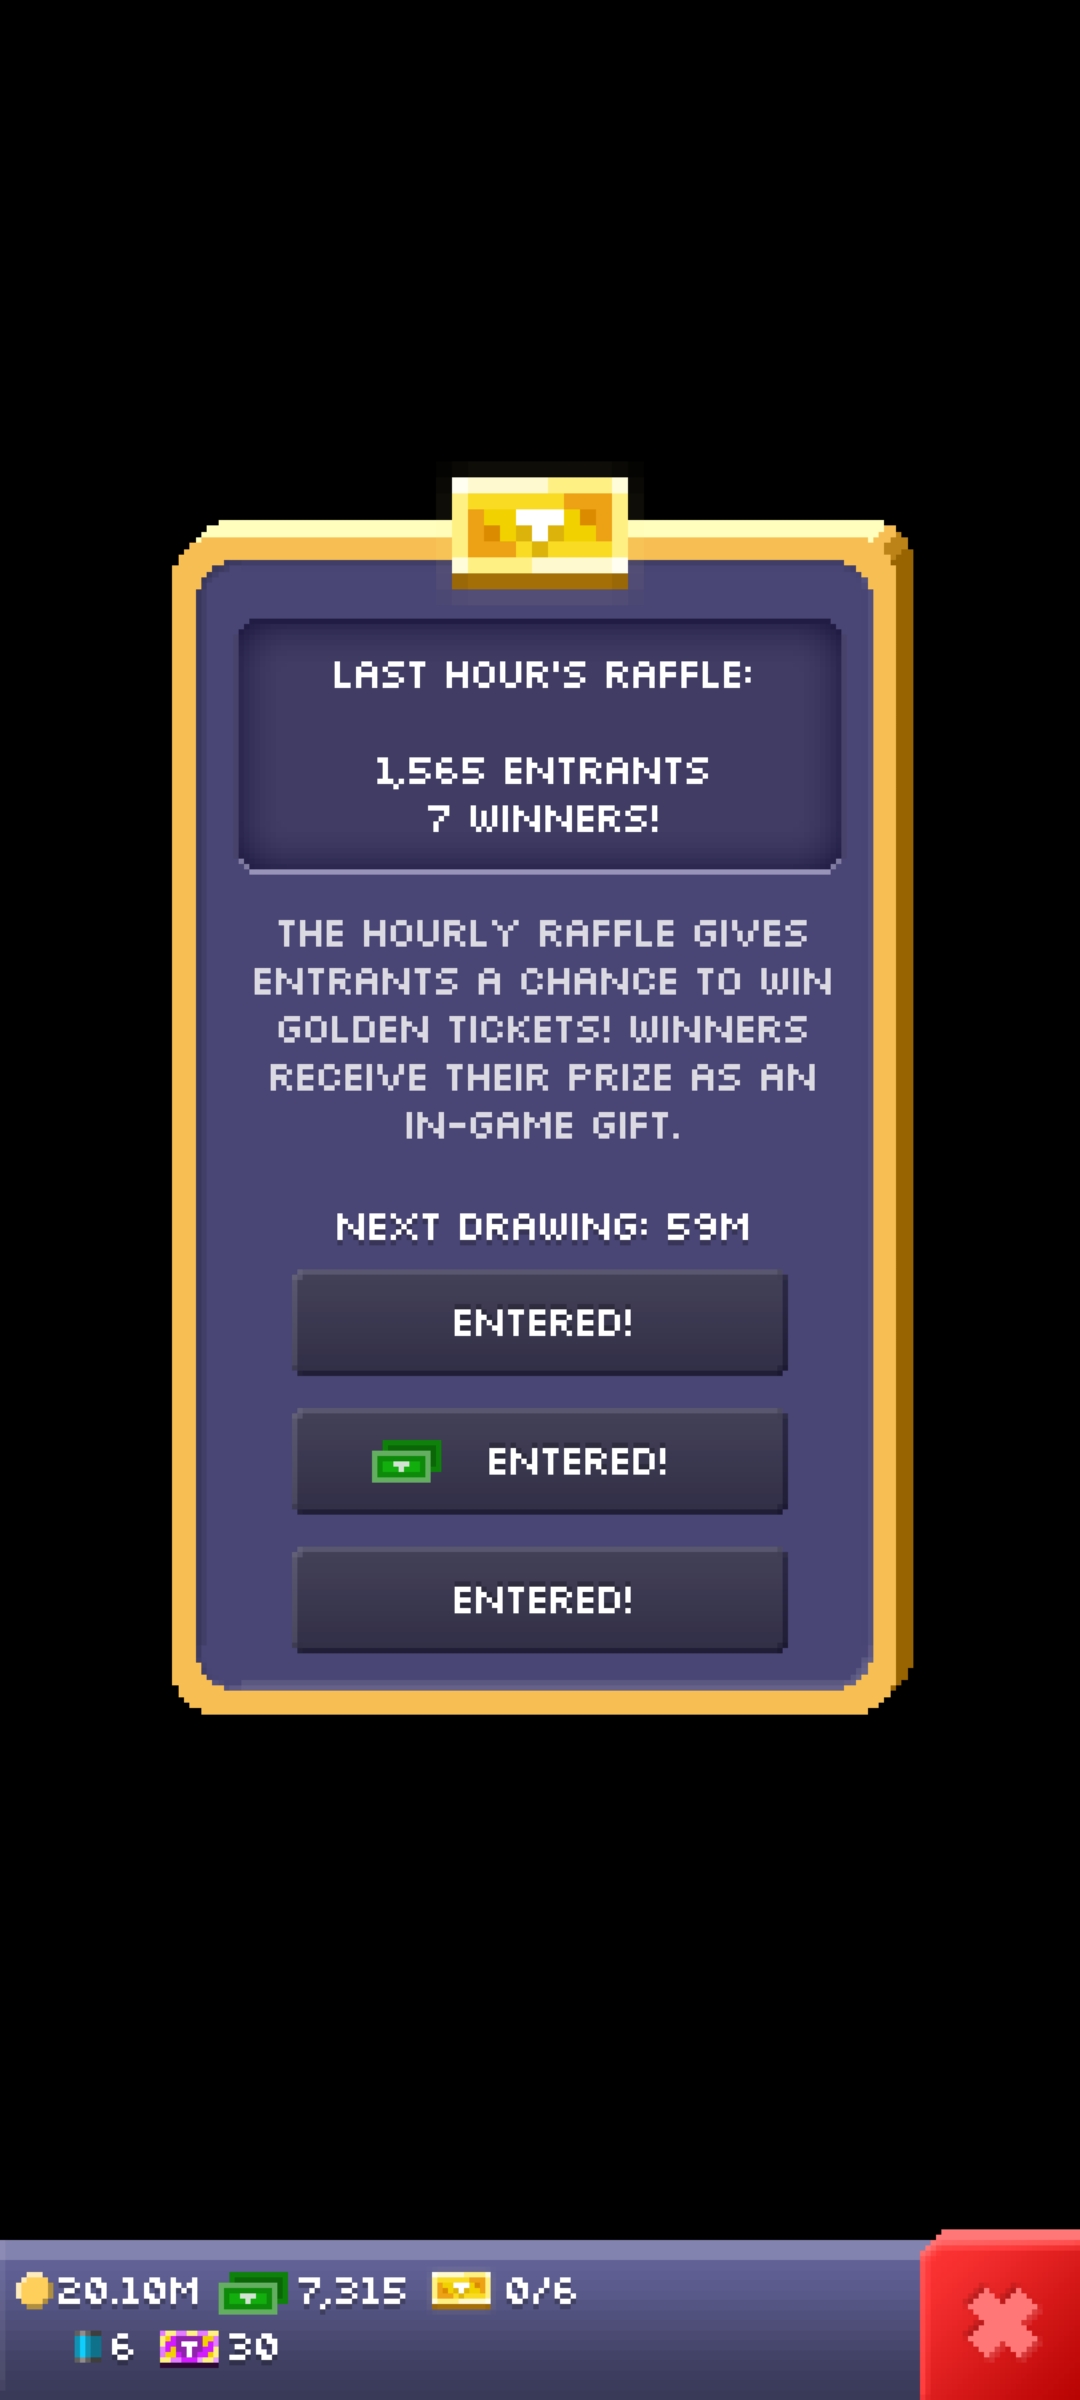 LAST HOUR'S RAFFLE:
1,565 ENTRANTS
7 WINNERS!
THE HOURLY RAFFLE GIVES
ENTRANTS A CHANCE TO WIN
GOLDEN TICKETS! WINNERS
RECEIVE THEIR PRIZE AS AN
IN-GAME GIFT.
NEXT DRAWING: 59M
ENTERED!
ENTERED!
ENTERED!
20.10M 7,315 0/6
6 30